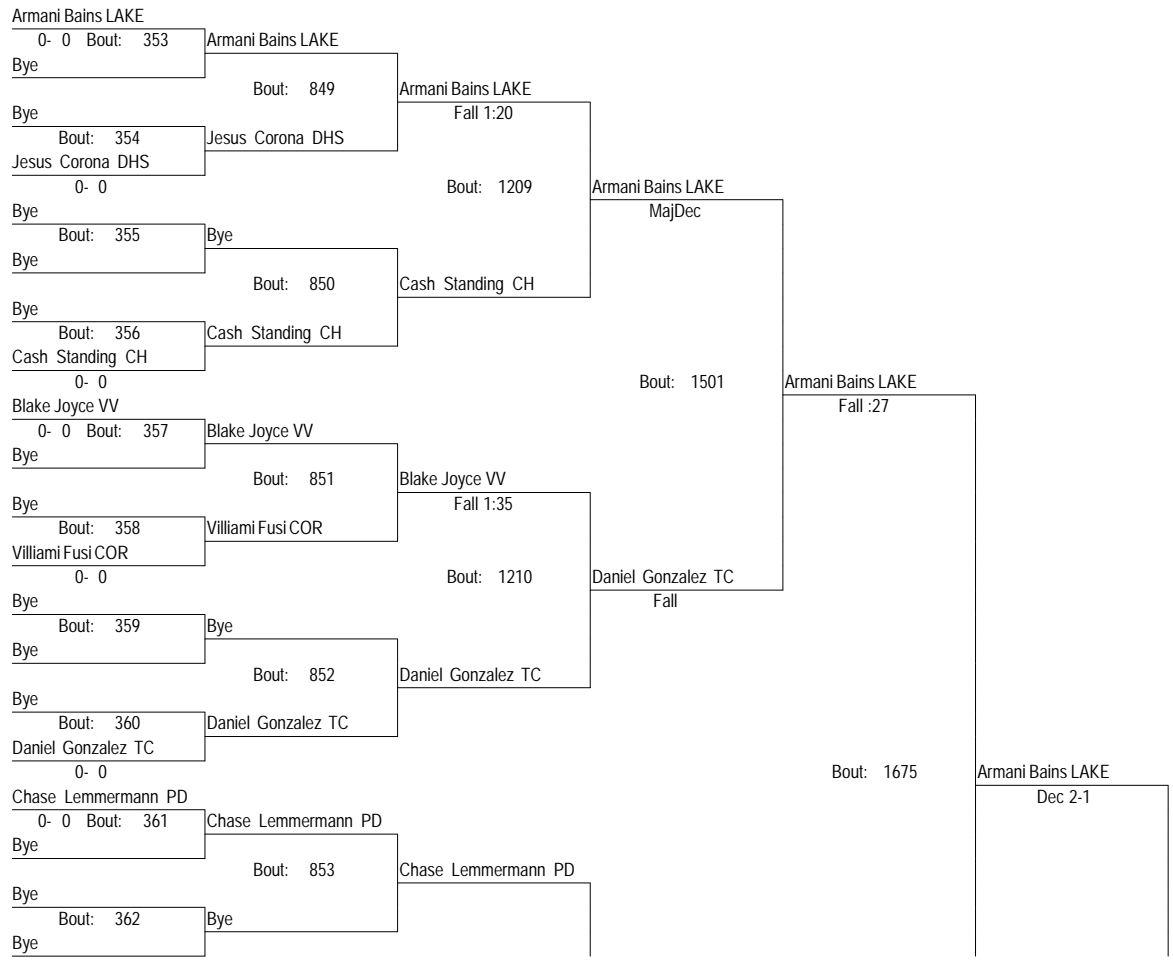 Armani Bains LAKE
0- 0 Bout: 353 Armani Bains LAKE
Bye
Bout: 849 Armani Bains LAKE
Bye Fall 1:20
Bout: 354 Jesus Corona DHS
Jesus Corona DHS
0- 0 Bout: 1209 Armani Bains LAKE
Bye MajDec
Bout: 355 Bye
Bye
Bout: 850 Cash Standing CH
Bye
Bout: 356 Cash Standing CH
Cash Standing CH
0- 0 Bout: 1501 Armani Bains LAKE
Blake Joyce VV Fall :27
0- 0 Bout: 357 Blake Joyce VV
Bye
Bout: 851 Blake Joyce VV
Bye Fall 1:35
Bout: 358 Villiami Fusi COR
Villiami Fusi COR
0- 0 Bout: 1210 Daniel Gonzalez TC
Bye Fall
Bout: 359 Bye
Bye
Bout: 852 Daniel Gonzalez TC
Bye
Bout: 360 Daniel Gonzalez TC
Daniel Gonzalez TC
0- 0 Bout: 1675 Armani Bains LAKE
Chase Lemmermann PD Dec 2-1
0- 0 Bout: 361 Chase Lemmermann PD
Bye
Bout: 853 Chase Lemmermann PD
Bye
Bout: 362 Bye
Bye